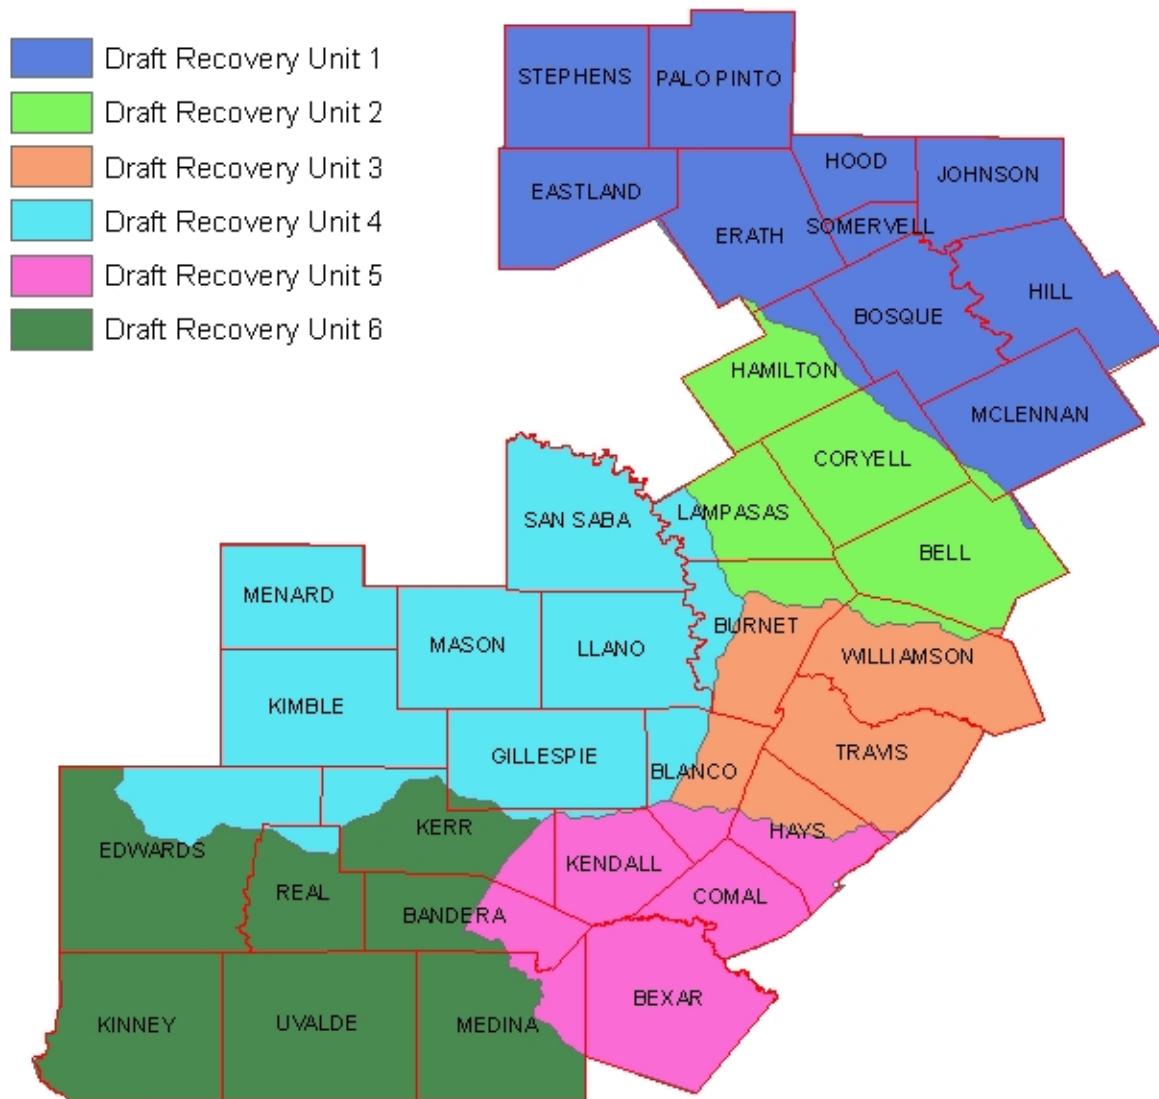 Draft Recovery Unit 1
Draft Recovery Unit 2
Draft Recovery Unit 3
Draft Recovery Unit 4
Draft Recovery Unit 5
Draft Recovery Unit 6
STEPHENS
PALO PINTO
HOOD
JOHNSON
EASTLAND
ERATH
SOMERVELL
HILL
BOSQUE
HAMILTON
MCLENNAN
CORYELL
LAMPASAS
SAN SABA
BELL
MENARD
MASON
LLANO
BURNET
WILLIAMSON
KIMBLE
GILLESPIE
BLANCO
TRAVIS
EDWARDS
KERR
HAYS
KENDALL
REAL
COMAL
BANDERA
BEXAR
KINNEY
UVALDE
MEDINA